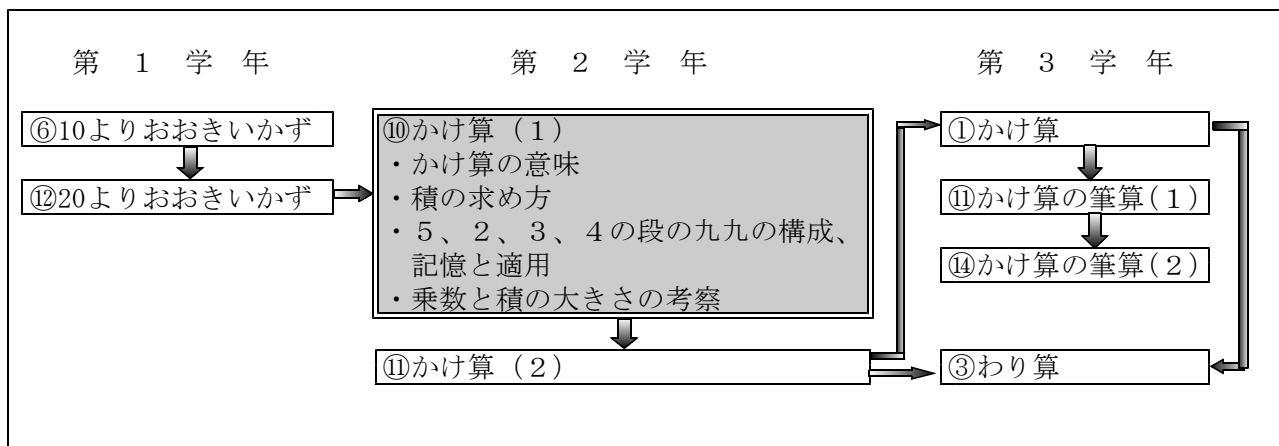 第 1 学 年
第 2 学 年
第 3 学 年
⑥10よりおおきいかず
⑫20よりおおきいかず
⑩かけ算（1）
・かけ算の意味
・積の求め方
・5、2、3、4の段の九九の構成、
記憶と適用
・乗数と積の大きさの考察
⑪かけ算（2）
①かけ算
⑪かけ算の筆算(1)
⑭かけ算の筆算(2)
③わり算